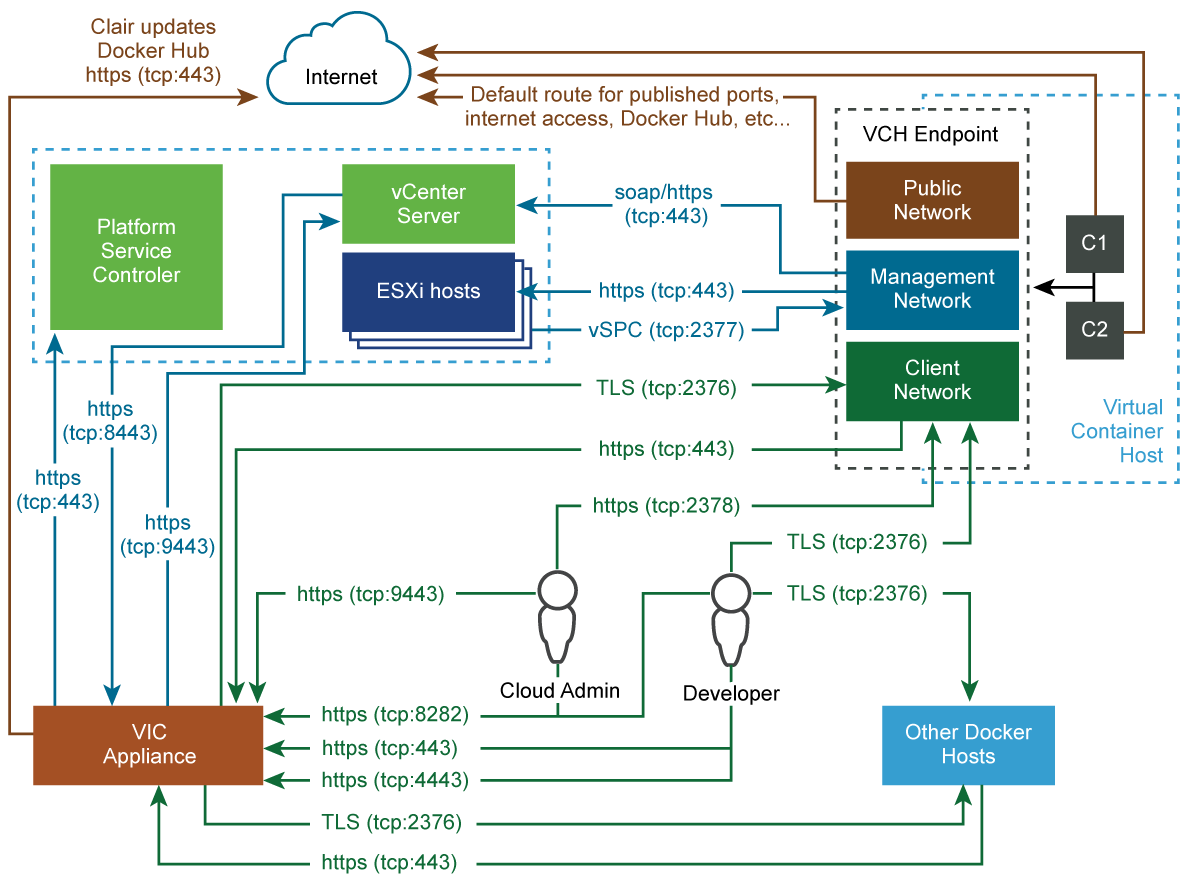 Clair updates
Docker Hub
https (tcp:443)
Internet
Default route for published ports,
internet access, Docker Hub, etc...
VCH Endpoint
Public
Network
Management
Network
Client
Network
C1
C2
Virtual
Container
Host
Platform
Service
Controler
vCenter
Server
ESXi hosts
soap/https
(tcp:443)
https (tcp:443)
vSPC (tcp:2377)
TLS (tcp:2376)
https (tcp:443)
https (tcp:2378)
TLS (tcp:2376)
TLS (tcp:2376)
https
(tcp:8443)
https
(tcp:443)
https
(tcp:9443)
https (tcp:9443)
Cloud Admin
Developer
https (tcp:8282)
https (tcp:443)
https (tcp:4443)
TLS (tcp:2376)
https (tcp:443)
VIC
Appliance
Other Docker
Hosts